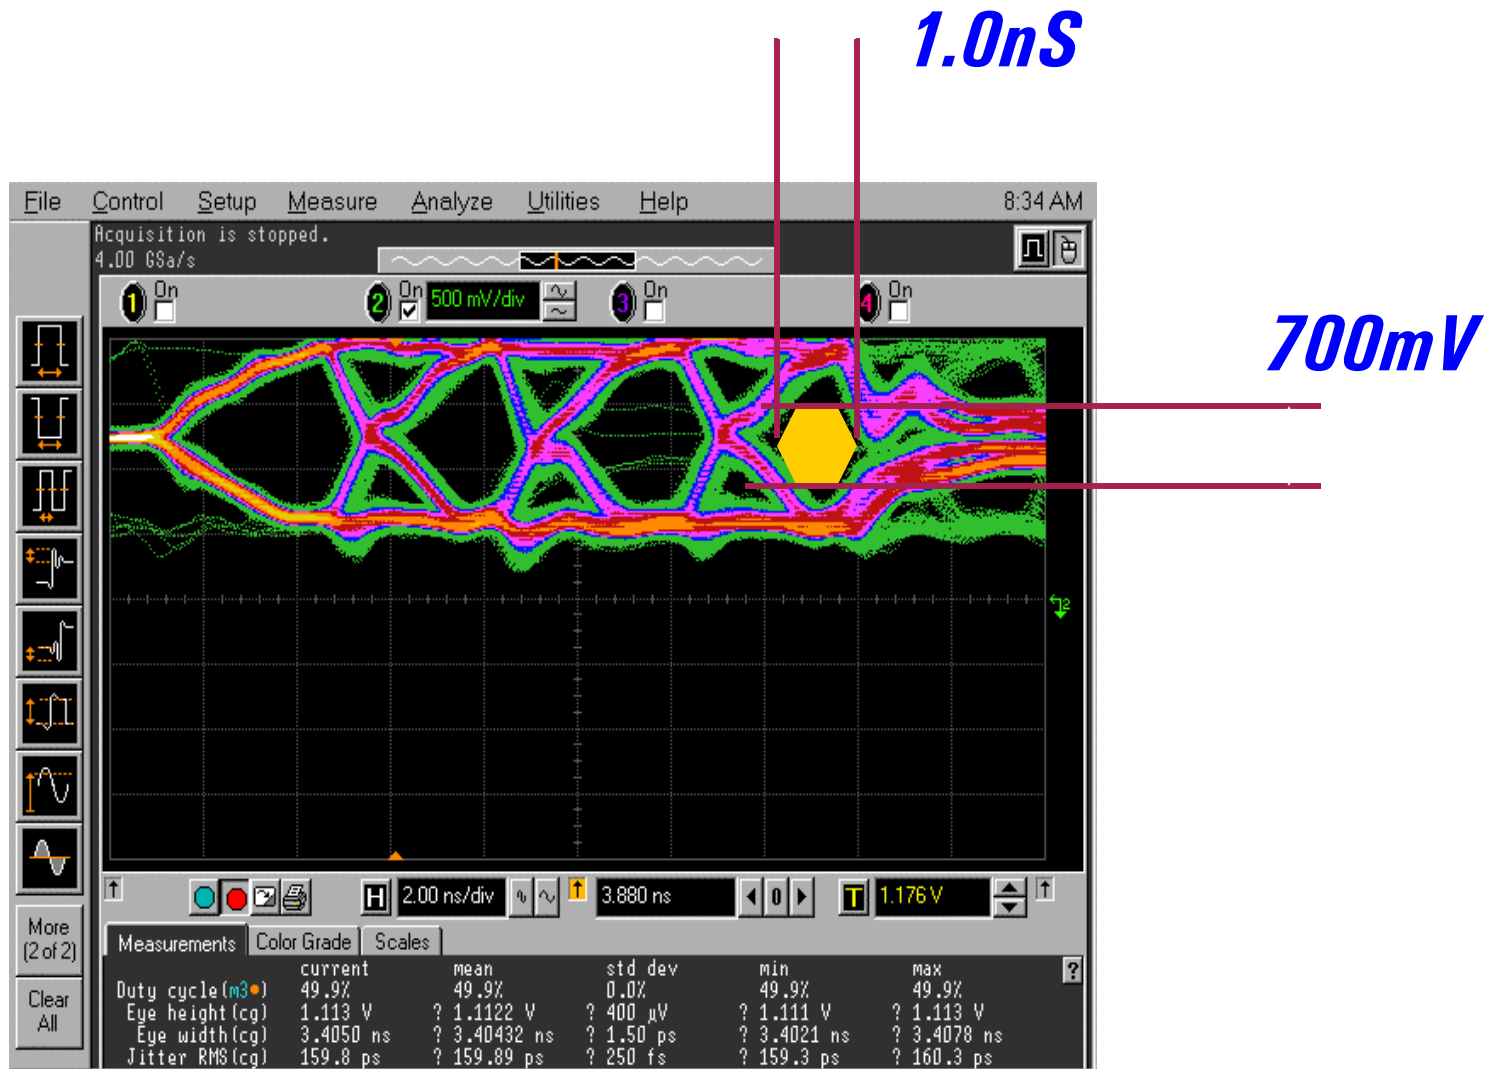 1.0nS
700mV
File Control Setup Measure Analyze Utilities Help 8:34 AM
Acquisition is stopped.
4.00 GSa/s
1 On 2 On 500 mV/div 3 On 4 On
2
H 2.00 ns/div 3.880 ns 0 T 1.176 V
More
(2 of 2)
Clear
All
Measurements Color Grade Scales
current mean std dev min max ?
Duty cycle(m3●) 49.9% 49.9% 0.0% 49.9% 49.9%
Eye height(cg) 1.113 V ? 1.1122 V ? 400 µV ? 1.111 V ? 1.113 V
Eye width(cg) 3.4050 ns ? 3.40432 ns ? 1.50 ps ? 3.4021 ns ? 3.4078 ns
Jitter RMS(cg) 159.8 ps ? 159.89 ps ? 250 fs ? 159.3 ps ? 160.3 ps